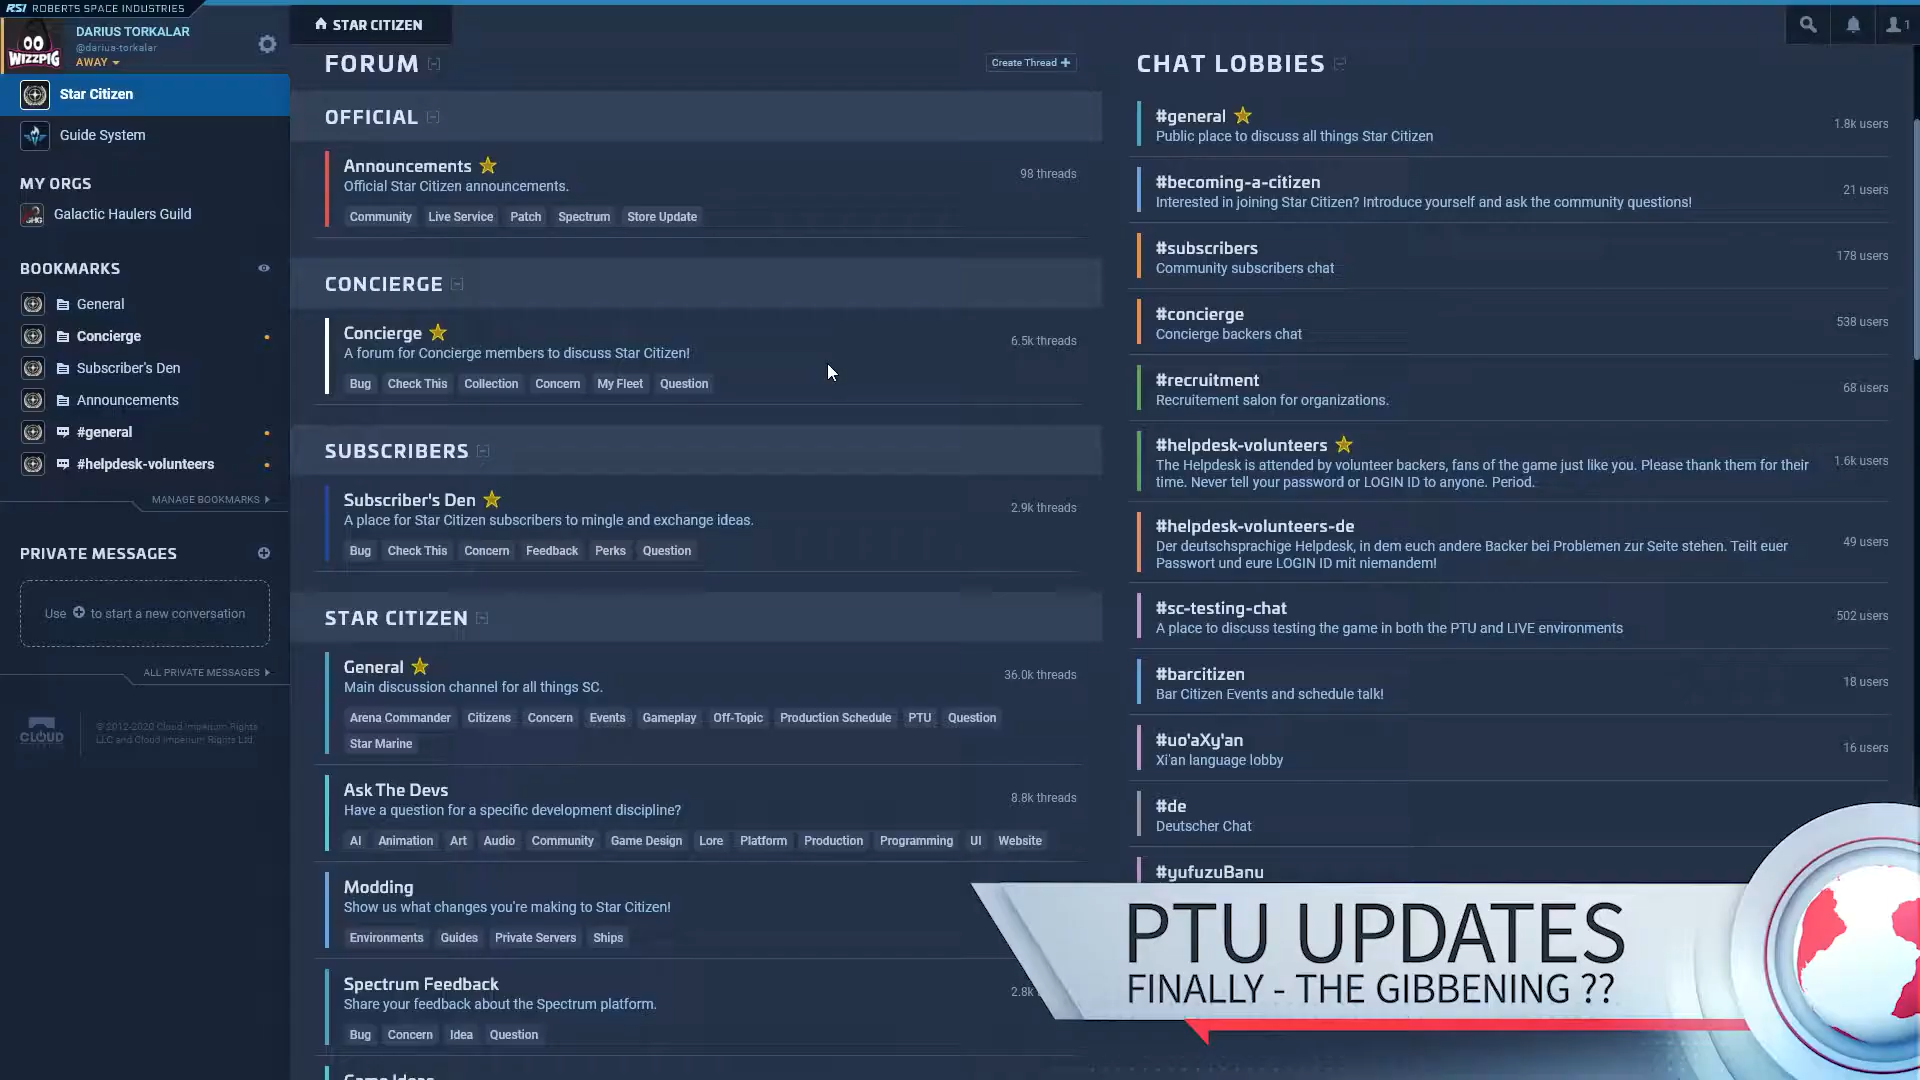 RSI ROBERTS SPACE INDUSTRIES
WIZZPIG
DARIUS TORKALAR
@darius-torkalar
AWAY
Star Citizen
Guide System
MY ORGS
GHG
Galactic Haulers Guild
BOOKMARKS
General
Concierge
Subscriber's Den
Announcements
#general
#helpdesk-volunteers
MANAGE BOOKMARKS
PRIVATE MESSAGES
Use to start a new conversation
ALL PRIVATE MESSAGES
CLOUD
© 2012-2020 Cloud Imperium Rights
LLC and Cloud Imperium Rights Ltd.
STAR CITIZEN
1
FORUM
Create Thread +
OFFICIAL
Announcements
Official Star Citizen announcements.
98 threads
Community Live Service Patch Spectrum Store Update
CONCIERGE
Concierge
A forum for Concierge members to discuss Star Citizen!
6.5k threads
Bug Check This Collection Concern My Fleet Question
SUBSCRIBERS
Subscriber's Den
A place for Star Citizen subscribers to mingle and exchange ideas.
2.9k threads
Bug Check This Concern Feedback Perks Question
STAR CITIZEN
General
Main discussion channel for all things SC.
36.0k threads
Arena Commander Citizens Concern Events Gameplay Off-Topic Production Schedule PTU Question
Star Marine
Ask The Devs
Have a question for a specific development discipline?
8.8k threads
AI Animation Art Audio Community Game Design Lore Platform Production Programming UI Website
Modding
Show us what changes you're making to Star Citizen!
Environments Guides Private Servers Ships
Spectrum Feedback
Share your feedback about the Spectrum platform.
2.8k
Bug Concern Idea Question
CHAT LOBBIES
#general
Public place to discuss all things Star Citizen
1.8k users
#becoming-a-citizen
Interested in joining Star Citizen? Introduce yourself and ask the community questions!
21 users
#subscribers
Community subscribers chat
178 users
#concierge
Concierge backers chat
538 users
#recruitment
Recruitement salon for organizations.
68 users
#helpdesk-volunteers
The Helpdesk is attended by volunteer backers, fans of the game just like you. Please thank them for their
time. Never tell your password or LOGIN ID to anyone. Period.
1.6k users
#helpdesk-volunteers-de
Der deutschsprachige Helpdesk, in dem euch andere Backer bei Problemen zur Seite stehen. Teilt euer
Passwort und eure LOGIN ID mit niemandem!
49 users
#sc-testing-chat
A place to discuss testing the game in both the PTU and LIVE environments
502 users
#barcitizen
Bar Citizen Events and schedule talk!
18 users
#uo'aXy'an
Xi'an language lobby
16 users
#de
Deutscher Chat
#yufuzuBanu
PTU UPDATES
FINALLY - THE GIBBENING ??